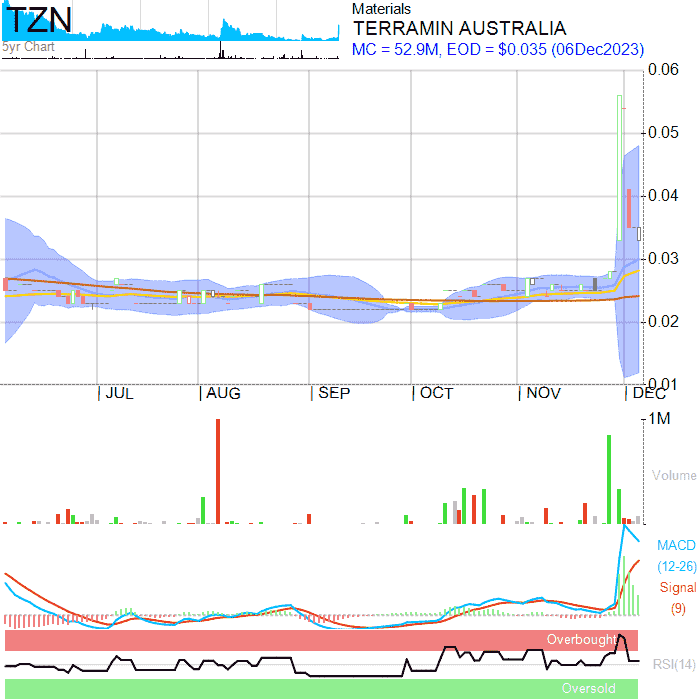 TZN
5yr Chart
Materials
TERRAMIN AUSTRALIA
MC = 52.9M, EOD = $0.035 (06Dec2023)
0.06
0.05
0.04
0.03
0.02
0.01
JUL AUG SEP OCT NOV DEC
1M
Volume
MACD
(12-26)
Signal
(9)
Overbought
RSI(14)
Oversold